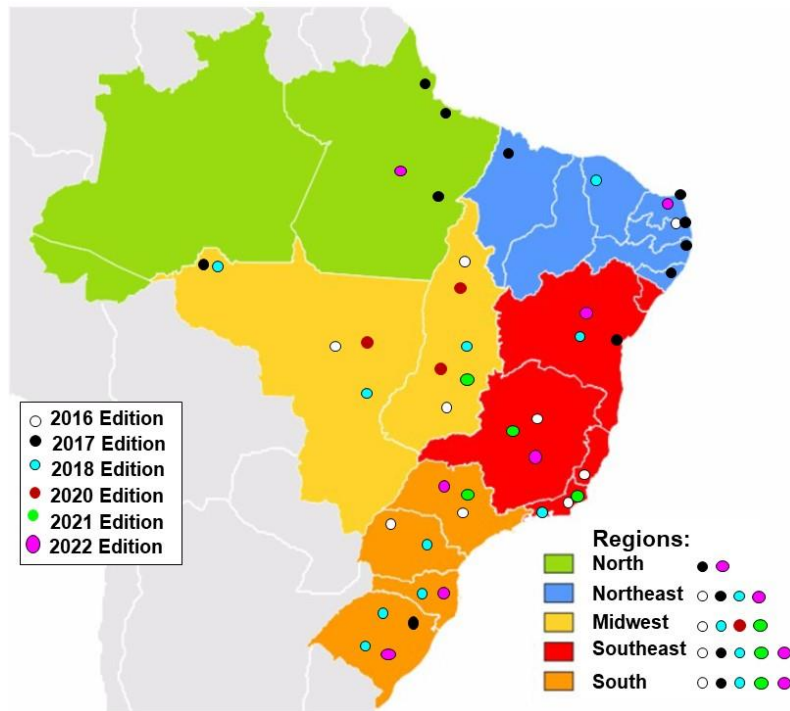 2016 Edition
2017 Edition
2018 Edition
2020 Edition
2021 Edition
2022 Edition
Regions:
North
Northeast
Midwest
Southeast
South